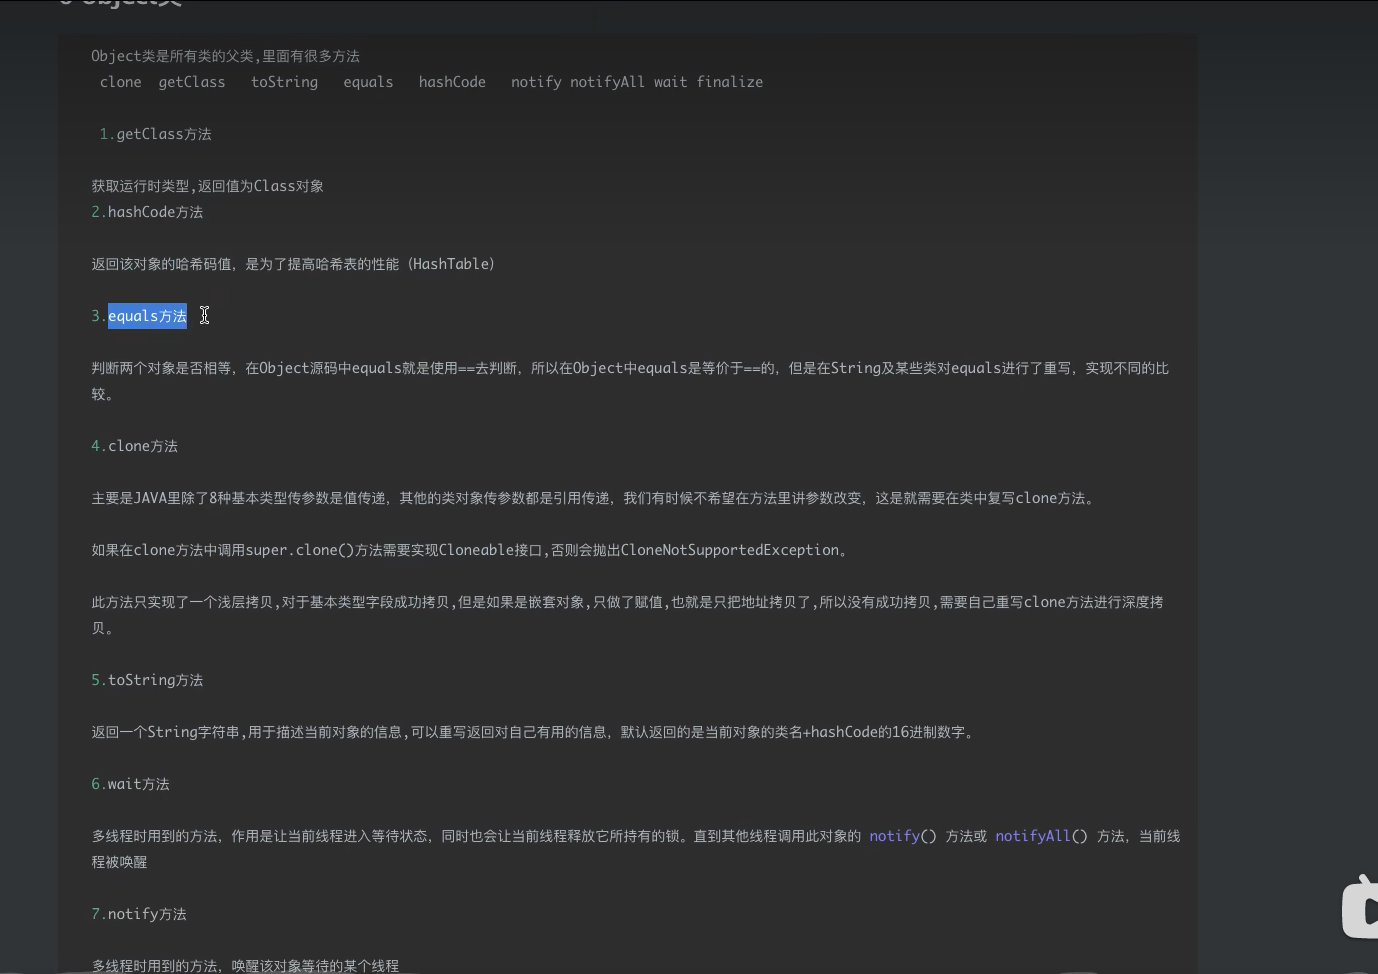 Object类是所有类的父类,里面有很多方法
clone getClass toString equals hashCode notify notifyAll wait finalize
1.getClass方法
获取运行时类型,返回值为Class对象
2.hashCode方法
返回该对象的哈希码值，是为了提高哈希表的性能（HashTable）
3.equals方法
判断两个对象是否相等，在Object源码中equals就是使用==去判断，所以在Object中equals是等价于==的，但是在String及某些类对equals进行了重写，实现不同的比
较。
4.clone方法
主要是JAVA里除了8种基本类型传参数是值传递，其他的类对象传参数都是引用传递，我们有时候不希望在方法里讲参数改变，这是就需要在类中复写clone方法。
如果在clone方法中调用super.clone()方法需要实现Cloneable接口,否则会抛出CloneNotSupportedException。
此方法只实现了一个浅层拷贝,对于基本类型字段成功拷贝,但是如果是嵌套对象,只做了赋值,也就是只把地址拷贝了,所以没有成功拷贝,需要自己重写clone方法进行深度拷
贝。
5.toString方法
返回一个String字符串,用于描述当前对象的信息,可以重写返回对自己有用的信息，默认返回的是当前对象的类名+hashCode的16进制数字。
6.wait方法
多线程时用到的方法，作用是让当前线程进入等待状态，同时也会让当前线程释放它所持有的锁。直到其他线程调用此对象的 notify() 方法或 notifyAll() 方法，当前线
程被唤醒
7.notify方法
多线程时用到的方法，唤醒该对象等待的某个线程